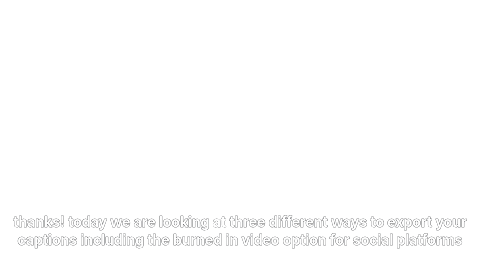 thanks! today we are looking at three different ways to export your
captions including the burned in video option for social platforms